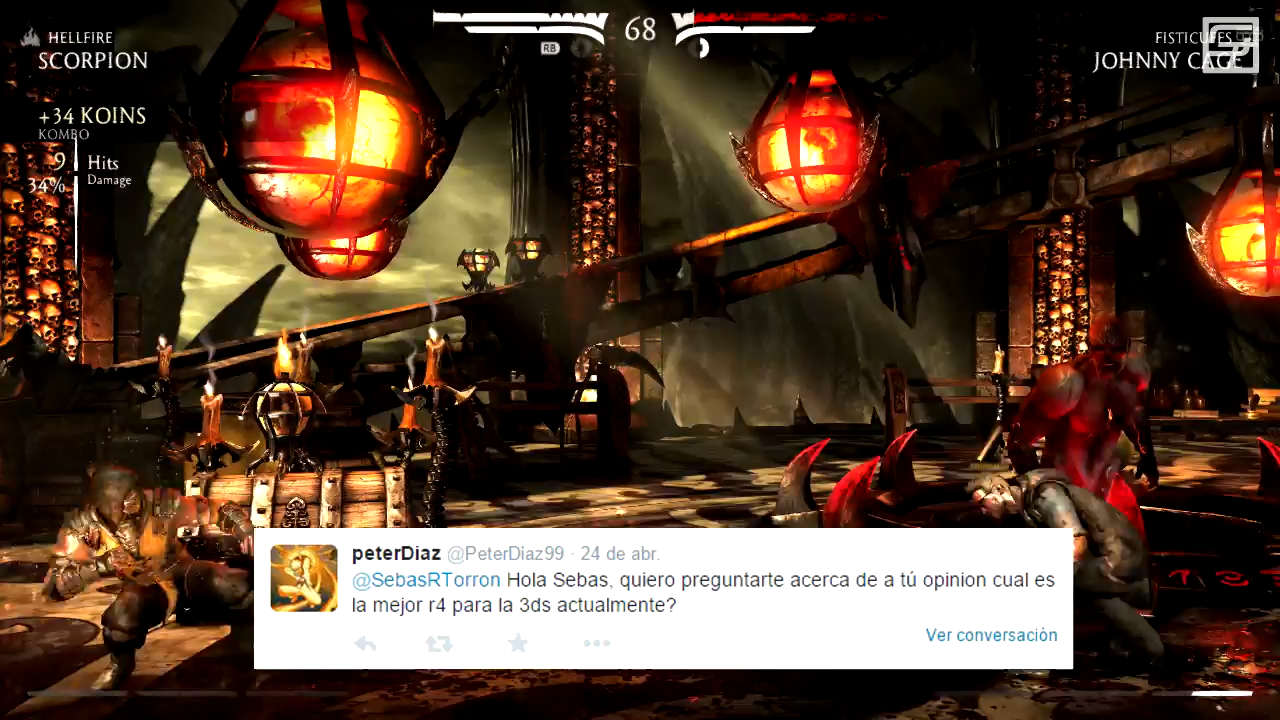 HELLFIRE
SCORPION
68
RB
FISTICUFFS
JOHNNY CAGE
+34 KOINS
KOMBO
9 Hits
34% Damage
peterDiaz @PeterDiaz99 · 24 de abr.
@SebasRTorron Hola Sebas, quiero preguntarte acerca de a tú opinion cual es
la mejor r4 para la 3ds actualmente?
Ver conversación